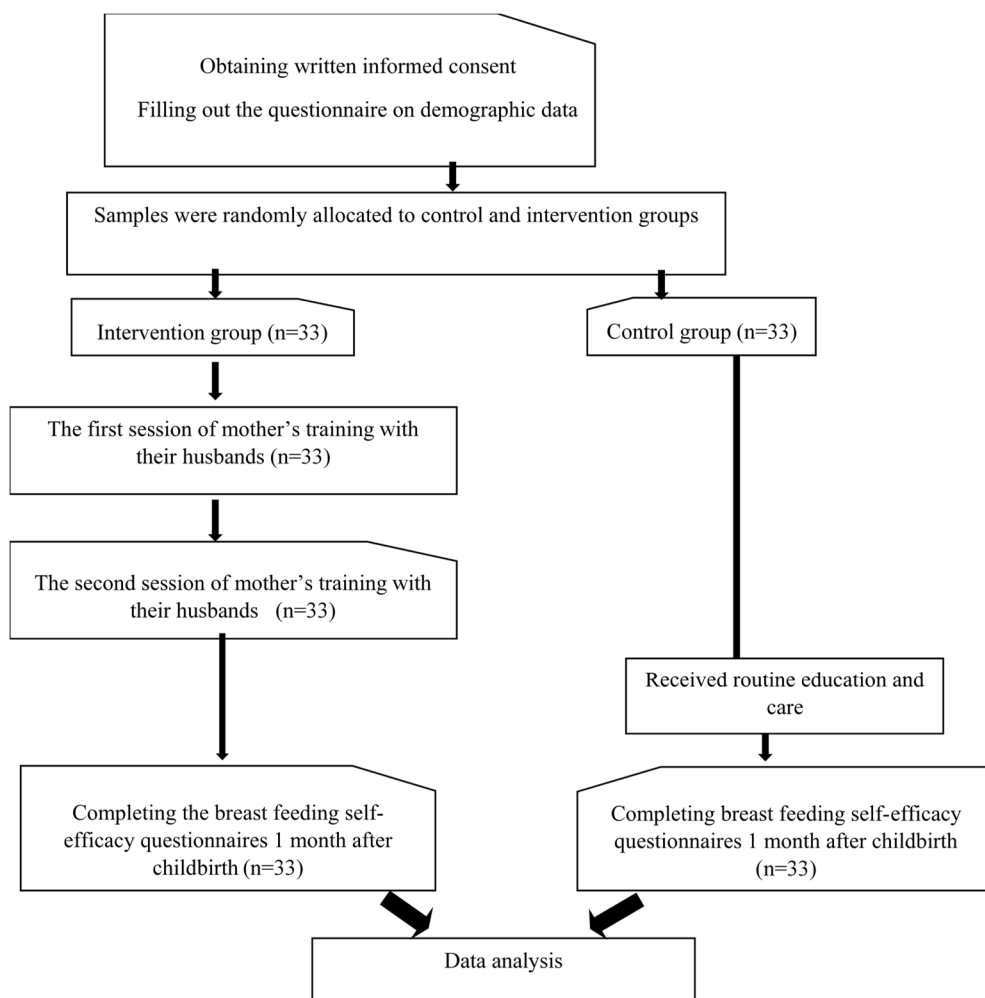 Obtaining written informed consent
Filling out the questionnaire on demographic data
Samples were randomly allocated to control and intervention groups
Intervention group (n=33)
Control group (n=33)
The first session of mother's training with
their husbands (n=33)
The second session of mother's training with
their husbands (n=33)
Received routine education and
care
Completing the breast feeding self-
efficacy questionnaires 1 month after
childbirth (n=33)
Completing breast feeding self-efficacy
questionnaires 1 month after childbirth
(n=33)
Data analysis